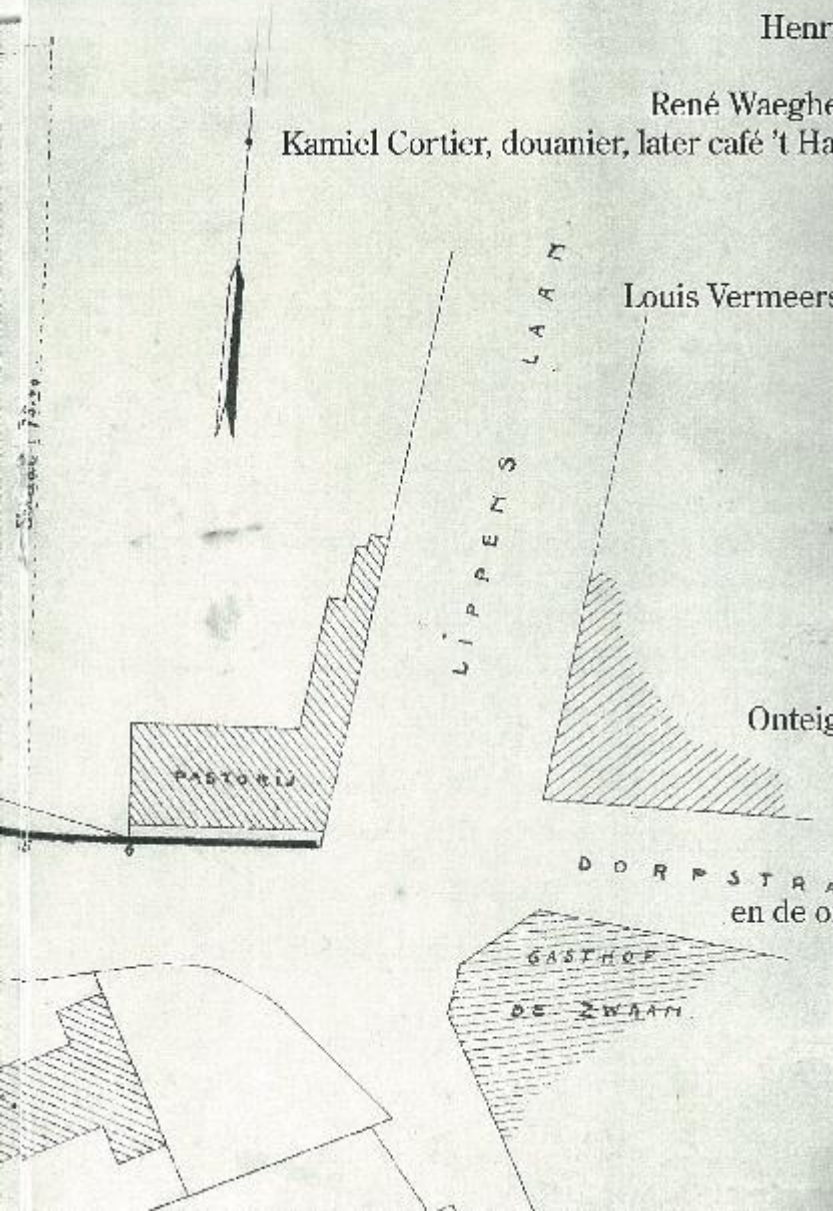 Henr
René Waeghe
Kamiel Cortier, douanier, later café ’t Ha
LIPPENS LAAN
Louis Vermeers
Onteig
PASTORIJ
6
DORPSTRA
en de o
GASTHOF
DE ZWAAN